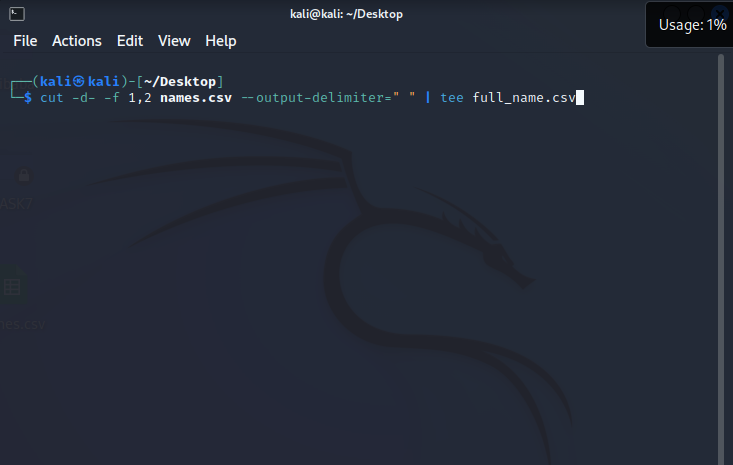 kali@kali: ~/Desktop
Usage: 1%
File Actions Edit View Help
┌──(kali㉿kali)-[~/Desktop]
└─$ cut -d- -f 1,2 names.csv --output-delimiter=" " | tee full_name.csv
ASK7
mes.csv